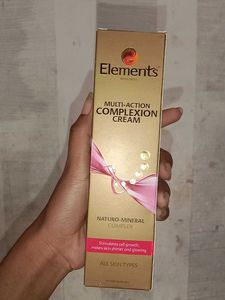 Elements
WELLNESS
MULTI-ACTION
COMPLEXION
CREAM
NATURO-MINERAL
COMPLEX
Stimulates cell growth,
makes skin shinier and glowing
ALL SKIN TYPES